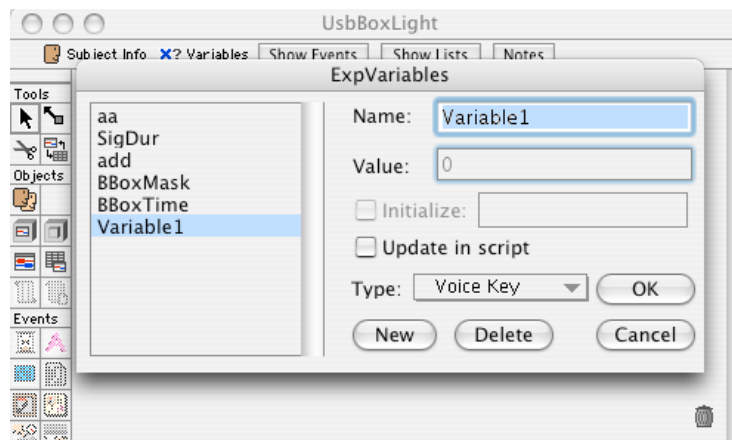 UsbBoxLight
Subject Info X? Variables Show Events Show Lists Notes
ExpVariables
Tools
Objects
Events
aa
SigDur
add
BBoxMask
BBoxTime
Variable1
Name: Variable1
Value: 0
Initialize:
Update in script
Type: Voice Key OK
New Delete Cancel